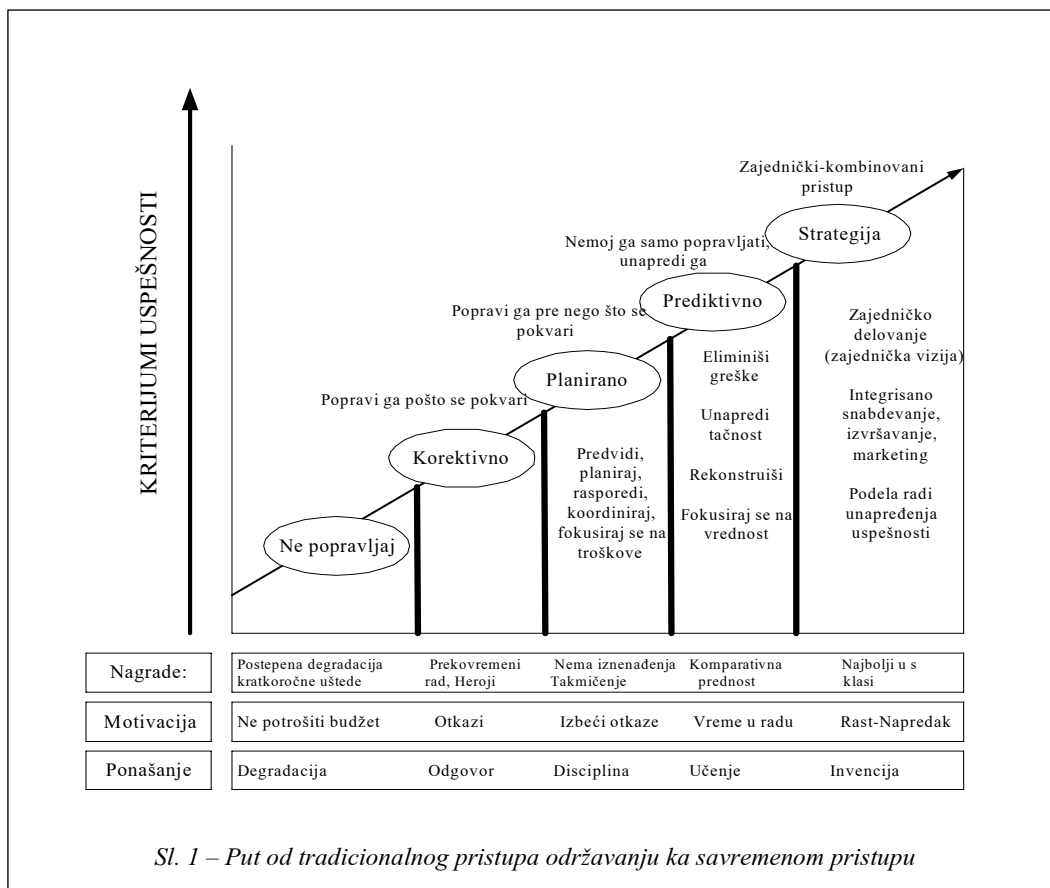 KRITERIJUMI USPEŠNOSTI
Zajednički-kombinovani
pristup
Strategija
Nemoj ga samo popravljati,
unapredi ga
Prediktivno
Popravi ga pre nego što se
pokvari
Planirano
Popravi ga pošto se pokvari
Korektivno
Ne popravljaj
Predvidi,
planiraj,
rasporedi,
koordiniraj,
fokusiraj se na
troškove
Eliminiši
greške
Unapredi
tačnost
Rekonstruiši
Fokusiraj se na
vrednost
Zajedničko
delovanje
(zajednička vizija)
Integrisano
snabdevanje,
izvršavanje,
marketing
Podela radi
unapređenja
uspešnosti
Nagrade:
Postepena degradacija
kratkoročne uštede
Prekovremeni
rad, Heroji
Nema iznenađenja
Takmičenje
Komparativna
prednost
Najbolji u s
klasi
Motivacija
Ne potrošiti budžet
Otkazi
Izbeći otkaze
Vreme u radu
Rast-Napredak
Ponašanje
Degradacija
Odgovor
Disciplina
Učenje
Invencija
Sl. 1 – Put od tradicionalnog pristupa održavanju ka savremenom pristupu